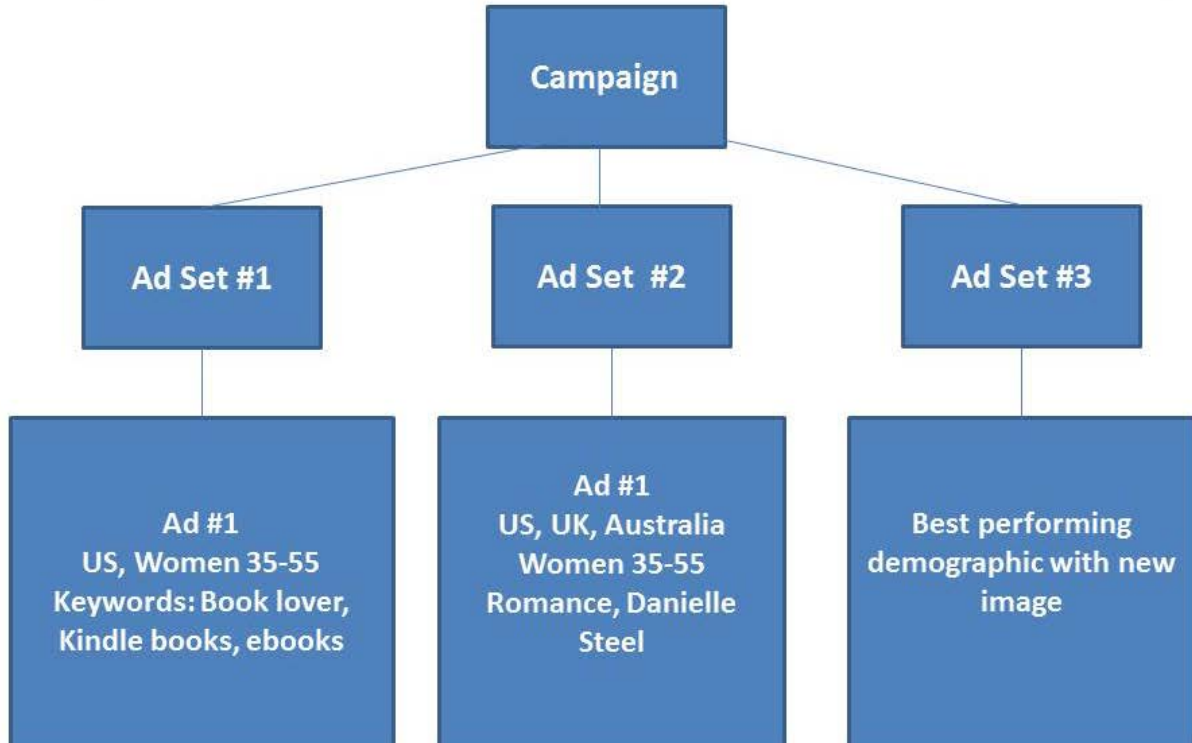 Campaign
Ad Set #1
Ad Set #2
Ad Set #3
Ad #1
US, Women 35-55
Keywords: Book lover,
Kindle books, ebooks
Ad #1
US, UK, Australia
Women 35-55
Romance, Danielle
Steel
Best performing
demographic with new
image